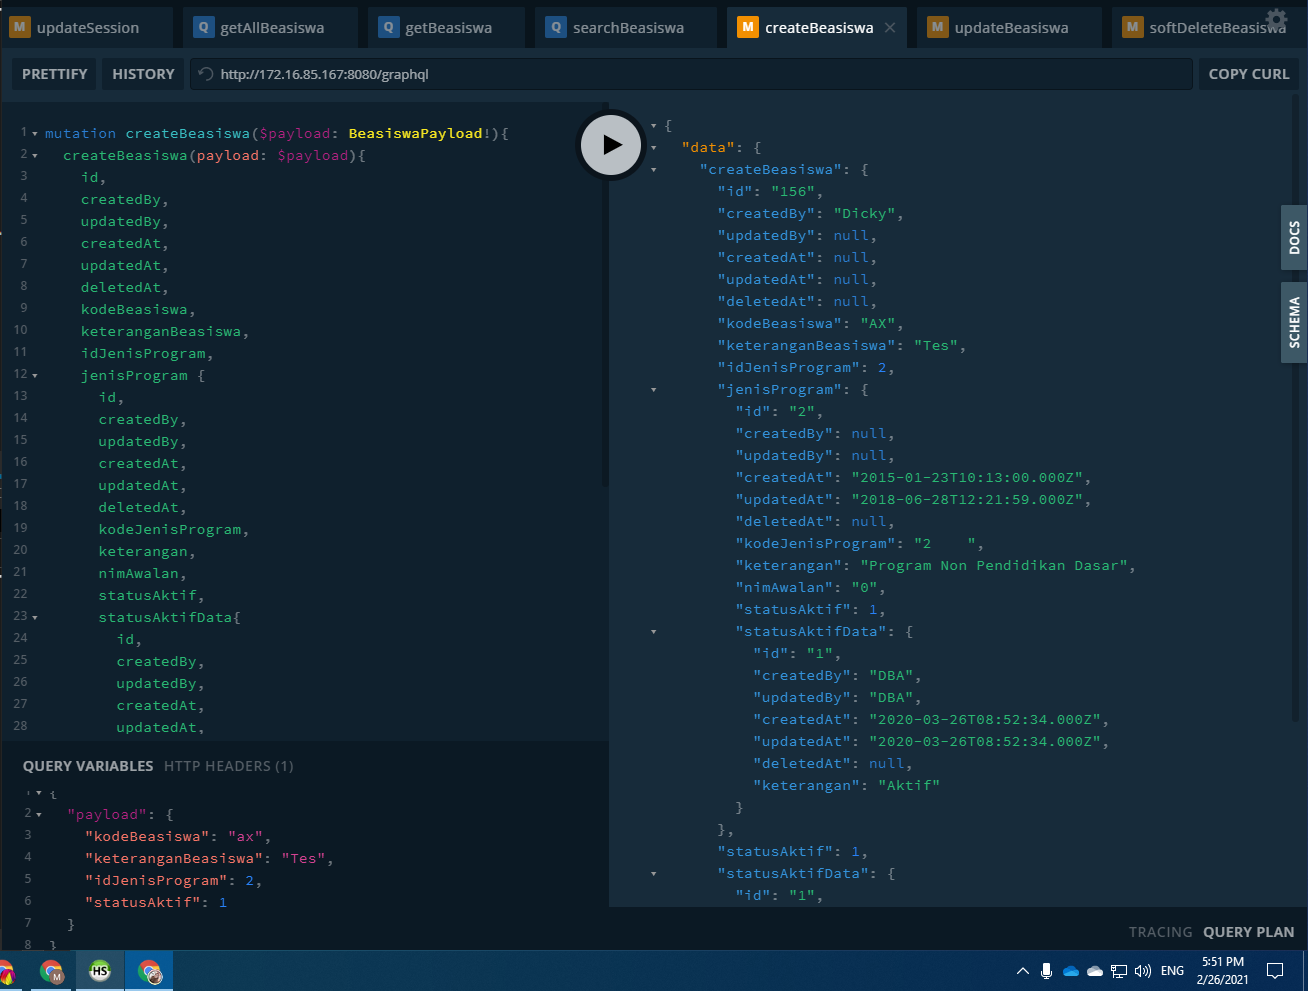 M updateSession
Q getAllBeasiswa
Q getBeasiswa
Q searchBeasiswa
M createBeasiswa
M updateBeasiswa
M softDeleteBeasiswa
PRETTIFY
HISTORY
http://172.16.85.167:8080/graphql
COPY CURL
1 mutation createBeasiswa($payload: BeasiswaPayload!){
2 createBeasiswa(payload: $payload){
3 id,
4 createdBy,
5 updatedBy,
6 createdAt,
7 updatedAt,
8 deletedAt,
9 kodeBeasiswa,
10 keteranganBeasiswa,
11 idJenisProgram,
12 jenisProgram {
13 id,
14 createdBy,
15 updatedBy,
16 createdAt,
17 updatedAt,
18 deletedAt,
19 kodeJenisProgram,
20 keterangan,
21 nimAwalan,
22 statusAktif,
23 statusAktifData{
24 id,
25 createdBy,
26 updatedBy,
27 createdAt,
28 updatedAt,
QUERY VARIABLES HTTP HEADERS (1)
1 {
2 "payload": {
3 "kodeBeasiswa": "ax",
4 "keteranganBeasiswa": "Tes",
5 "idJenisProgram": 2,
6 "statusAktif": 1
7 }
8 }
{
"data": {
"createBeasiswa": {
"id": "156",
"createdBy": "Dicky",
"updatedBy": null,
"createdAt": null,
"updatedAt": null,
"deletedAt": null,
"kodeBeasiswa": "AX",
"keteranganBeasiswa": "Tes",
"idJenisProgram": 2,
"jenisProgram": {
"id": "2",
"createdBy": null,
"updatedBy": null,
"createdAt": "2015-01-23T10:13:00.000Z",
"updatedAt": "2018-06-28T12:21:59.000Z",
"deletedAt": null,
"kodeJenisProgram": "2    ",
"keterangan": "Program Non Pendidikan Dasar",
"nimAwalan": "0",
"statusAktif": 1,
"statusAktifData": {
"id": "1",
"createdBy": "DBA",
"updatedBy": "DBA",
"createdAt": "2020-03-26T08:52:34.000Z",
"updatedAt": "2020-03-26T08:52:34.000Z",
"deletedAt": null,
"keterangan": "Aktif"
}
},
"statusAktif": 1,
"statusAktifData": {
"id": "1",
DOCS
SCHEMA
TRACING QUERY PLAN
M
HS
ENG
5:51 PM
2/26/2021